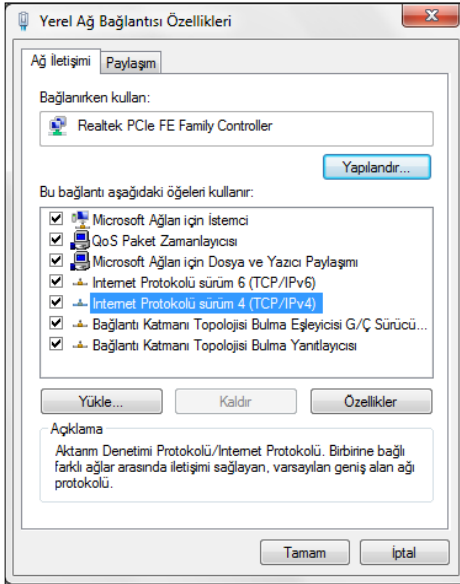 Yerel Ağ Bağlantısı Özellikleri
Ağ İletişimi Paylaşım
Bağlanırken kullan:
Realtek PCIe FE Family Controller
Yapılandır...
Bu bağlantı aşağıdaki öğeleri kullanır:
Microsoft Ağları için İstemci
QoS Paket Zamanlayıcısı
Microsoft Ağları için Dosya ve Yazıcı Paylaşımı
Internet Protokolü sürüm 6 (TCP/IPv6)
Internet Protokolü sürüm 4 (TCP/IPv4)
Bağlantı Katmanı Topolojisi Bulma Eşleyicisi G/Ç Sürücü...
Bağlantı Katmanı Topolojisi Bulma Yanıtlayıcısı
Yükle... Kaldır Özellikler
Açıklama
Aktarım Denetimi Protokolü/Internet Protokolü. Birbirine bağlı
farklı ağlar arasında iletişimi sağlayan, varsayılan geniş alan ağı
protokolü.
Tamam İptal